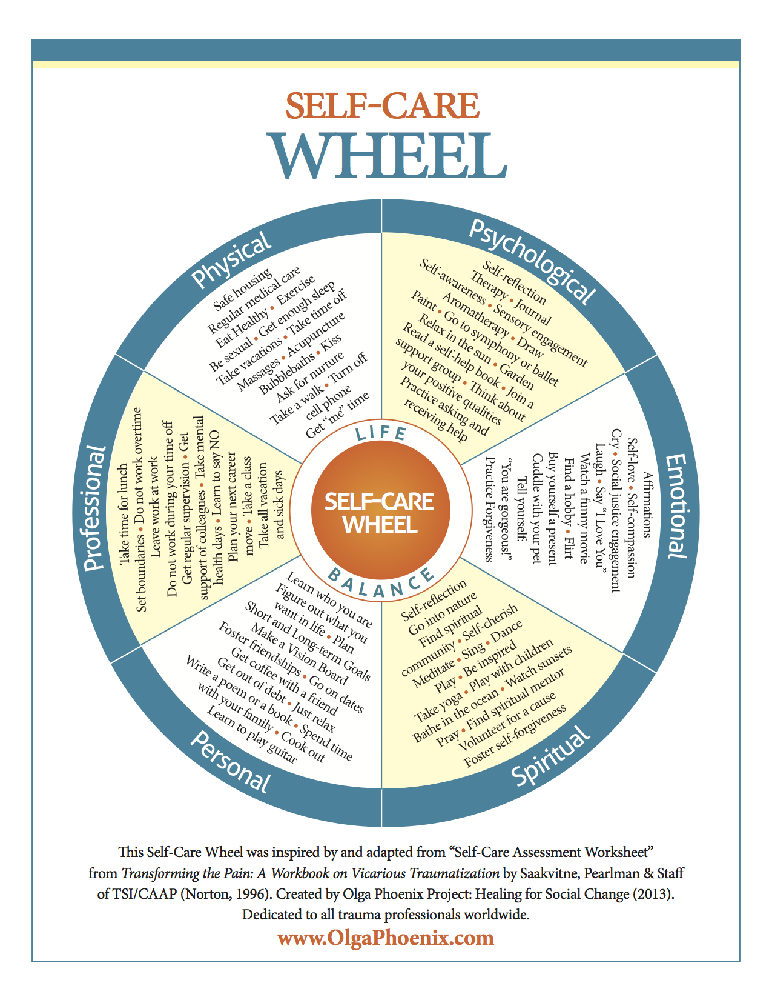 SELF-CARE
WHEEL
Physical
Safe housing
Regular medical care
Eat Healthy • Exercise
Be sexual • Get enough sleep
Take vacations • Take time off
Massages • Acupuncture
Bubblebaths • Kiss
Ask for nurture
Take a walk • Turn off
cell phone
Get “me” time
Psychological
Self-reflection
Therapy • Journal
Self-awareness • Sensory engagement
Aromatherapy • Draw
Paint • Go to symphony or ballet
Relax in the sun • Garden
Read a self-help book • Join a
support group • Think about
your positive qualities
Practice asking and
receiving help
Emotional
Affirmations
Self-love • Self-compassion
Cry • Social justice engagement
Laugh • Say “I Love You”
Watch a funny movie
Find a hobby • Flirt
Buy yourself a present
Cuddle with your pet
Tell yourself:
“You are gorgeous!”
Practice Forgiveness
Spiritual
Self-reflection
Go into nature
Find spiritual
community • Self-cherish
Meditate • Sing • Dance
Play • Be inspired
Take yoga • Play with children
Bathe in the ocean • Watch sunsets
Pray • Find spiritual mentor
Volunteer for a cause
Foster self-forgiveness
Personal
Learn who you are
Figure out what you
want in life • Plan
Short and Long-term Goals
Make a Vision Board
Foster friendships • Go on dates
Get coffee with a friend
Get out of debt • Just relax
Write a poem or a book • Spend time
with your family • Cook out
Learn to play guitar
Professional
Take time for lunch
Set boundaries • Do not work overtime
Leave work at work
Do not work during your time off
Get regular supervision • Get
support of colleagues • Take mental
health days • Learn to say NO
Plan your next career
move • Take a class
Take all vacation
and sick days
LIFE
SELF-CARE
WHEEL
BALANCE
This Self-Care Wheel was inspired by and adapted from “Self-Care Assessment Worksheet”
from Transforming the Pain: A Workbook on Vicarious Traumatization by Saakvitne, Pearlman & Staff
of TSI/CAAP (Norton, 1996). Created by Olga Phoenix Project: Healing for Social Change (2013).
Dedicated to all trauma professionals worldwide.
www.OlgaPhoenix.com